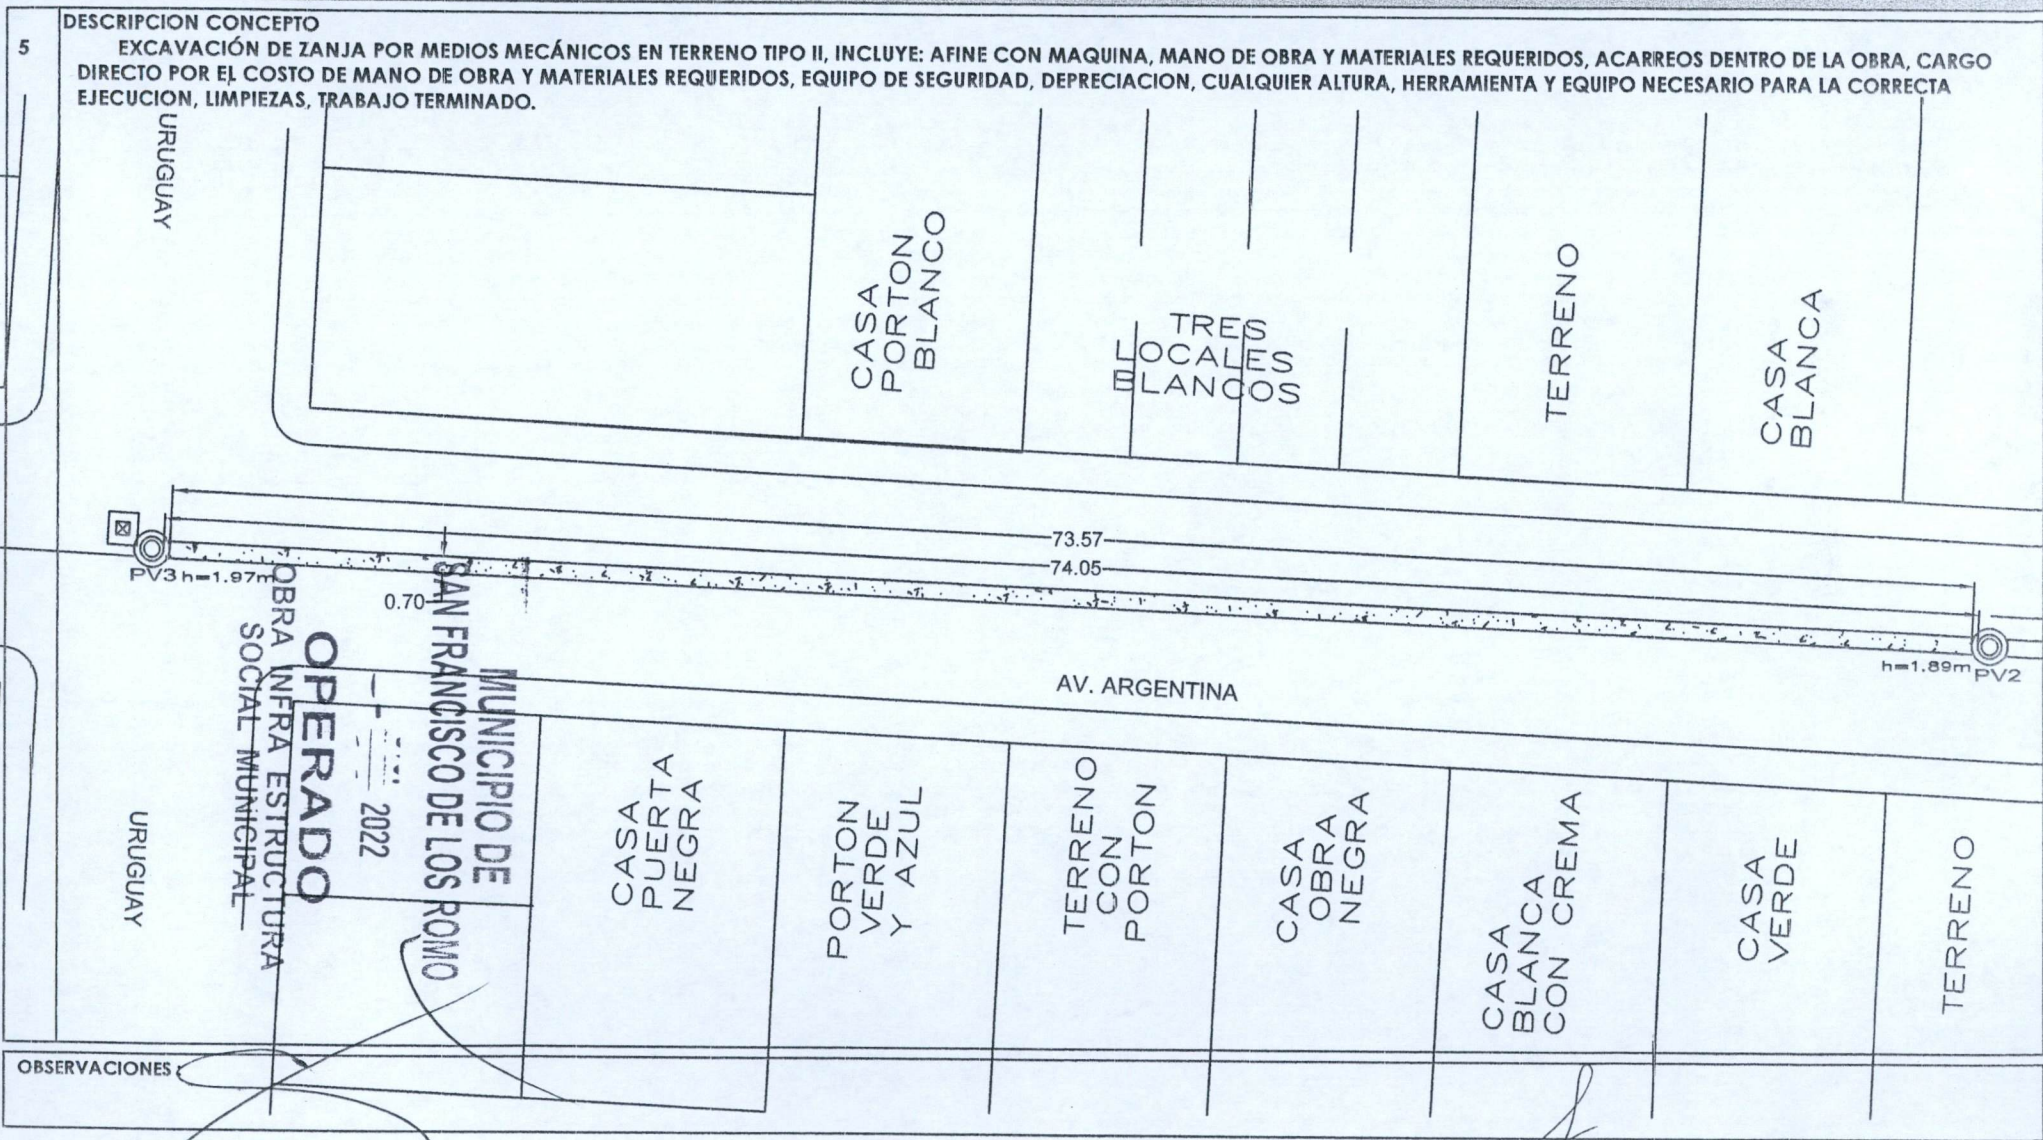 DESCRIPCION CONCEPTO
5
EXCAVACIÓN DE ZANJA POR MEDIOS MECÁNICOS EN TERRENO TIPO II, INCLUYE: AFINE CON MAQUINA, MANO DE OBRA Y MATERIALES REQUERIDOS, ACARREOS DENTRO DE LA OBRA, CARGO
DIRECTO POR EL COSTO DE MANO DE OBRA Y MATERIALES REQUERIDOS, EQUIPO DE SEGURIDAD, DEPRECIACION, CUALQUIER ALTURA, HERRAMIENTA Y EQUIPO NECESARIO PARA LA CORRECTA
EJECUCION, LIMPIEZAS, TRABAJO TERMINADO.
URUGUAY
CASA
PORTON
BLANCO
TRES
LOCALES
BLANCOS
TERRENO
CASA
BLANCA
73.57
74.05
PV3 h=1.97m
0.70
h=1.89m PV2
AV. ARGENTINA
MUNICIPIO DE
SAN FRANCISCO DE LOS ROMO
2022
OPERADO
OBRA INFRA ESTRUCTURA
SOCIAL MUNICIPAL
URUGUAY
CASA
PUERTA
NEGRA
PORTON
VERDE
Y AZUL
TERRENO
CON
PORTON
CASA
OBRA
NEGRA
CASA
BLANCA
CON CREMA
CASA
VERDE
TERRENO
OBSERVACIONES: